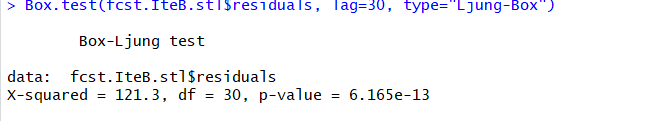 > Box.test(fcst.IteB.stl$residuals, lag=30, type="Ljung-Box")
Box-Ljung test
data:  fcst.IteB.stl$residuals
X-squared = 121.3, df = 30, p-value = 6.165e-13